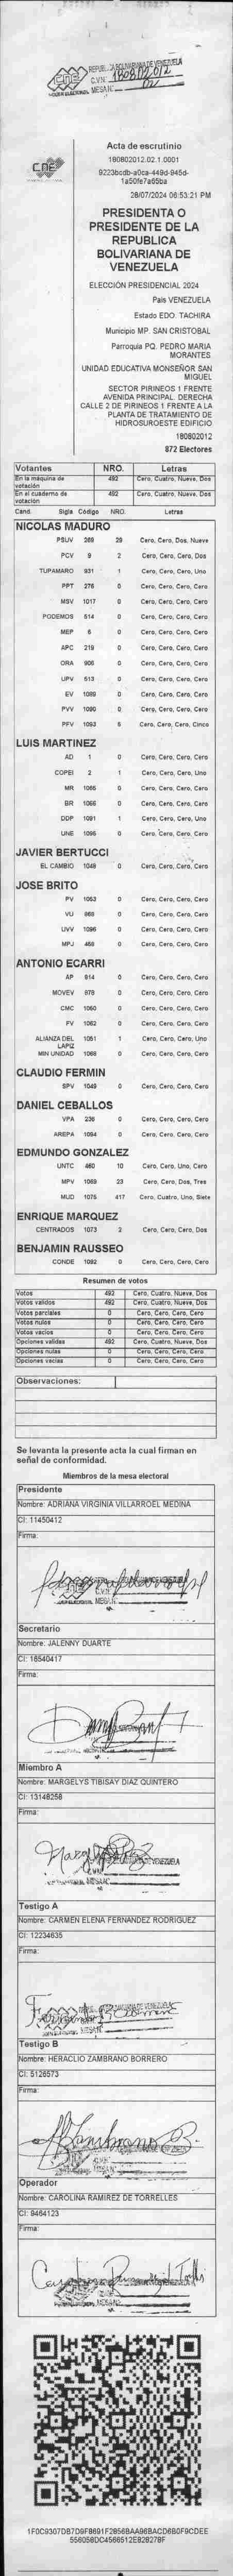 CNE
REPUBLICA BOLIVARIANA DE VENEZUELA
C.V.N: 180802012
PODER ELECTORAL MESA Nº: 02
Acta de escrutinio
CNE
180802012.02.1.0001
9223bcdb-a0ca-449d-945d-
1a50fe7a65ba
28/07/2024 06:53:21 PM
PRESIDENTA O
PRESIDENTE DE LA
REPUBLICA
BOLIVARIANA DE
VENEZUELA
ELECCIÓN PRESIDENCIAL 2024
País VENEZUELA
Estado EDO. TACHIRA
Municipio MP. SAN CRISTOBAL
Parroquia PQ. PEDRO MARIA
MORANTES
UNIDAD EDUCATIVA MONSEÑOR SAN
MIGUEL
SECTOR PIRINEOS 1 FRENTE
AVENIDA PRINCIPAL. DERECHA
CALLE 2 DE PIRINEOS 1 FRENTE A LA
PLANTA DE TRATAMIENTO DE
HIDROSUROESTE EDIFICIO
180802012
872 Electores
Votantes NRO. Letras
En la máquina de votación 492 Cero, Cuatro, Nueve, Dos
En el cuaderno de votación 492 Cero, Cuatro, Nueve, Dos
Cand. Sigla Código NRO. Letras
NICOLAS MADURO
PSUV 269 29 Cero, Cero, Dos, Nueve
PCV 9 2 Cero, Cero, Cero, Dos
TUPAMARO 931 1 Cero, Cero, Cero, Uno
PPT 276 0 Cero, Cero, Cero, Cero
MSV 1017 0 Cero, Cero, Cero, Cero
PODEMOS 514 0 Cero, Cero, Cero, Cero
MEP 6 0 Cero, Cero, Cero, Cero
APC 219 0 Cero, Cero, Cero, Cero
ORA 906 0 Cero, Cero, Cero, Cero
UPV 513 0 Cero, Cero, Cero, Cero
EV 1089 0 Cero, Cero, Cero, Cero
PVV 1090 0 Cero, Cero, Cero, Cero
PFV 1093 5 Cero, Cero, Cero, Cinco
LUIS MARTINEZ
AD 1 0 Cero, Cero, Cero, Cero
COPEI 2 1 Cero, Cero, Cero, Uno
MR 1065 0 Cero, Cero, Cero, Cero
BR 1066 0 Cero, Cero, Cero, Cero
DDP 1091 1 Cero, Cero, Cero, Uno
UNE 1095 0 Cero, Cero, Cero, Cero
JAVIER BERTUCCI
EL CAMBIO 1048 0 Cero, Cero, Cero, Cero
JOSE BRITO
PV 1053 0 Cero, Cero, Cero, Cero
VU 968 0 Cero, Cero, Cero, Cero
UVV 1096 0 Cero, Cero, Cero, Cero
MPJ 468 0 Cero, Cero, Cero, Cero
ANTONIO ECARRI
AP 914 0 Cero, Cero, Cero, Cero
MOVEV 978 0 Cero, Cero, Cero, Cero
CMC 1060 0 Cero, Cero, Cero, Cero
FV 1062 0 Cero, Cero, Cero, Cero
ALIANZA DEL LAPIZ 1051 1 Cero, Cero, Cero, Uno
MIN UNIDAD 1068 0 Cero, Cero, Cero, Cero
CLAUDIO FERMIN
SPV 1049 0 Cero, Cero, Cero, Cero
DANIEL CEBALLOS
VPA 236 0 Cero, Cero, Cero, Cero
AREPA 1094 0 Cero, Cero, Cero, Cero
EDMUNDO GONZALEZ
UNTC 460 10 Cero, Cero, Uno, Cero
MPV 1069 23 Cero, Cero, Dos, Tres
MUD 1075 417 Cero, Cuatro, Uno, Siete
ENRIQUE MARQUEZ
CENTRADOS 1073 2 Cero, Cero, Cero, Dos
BENJAMIN RAUSSEO
CONDE 1082 0 Cero, Cero, Cero, Cero
Resumen de votos
Votos 492 Cero, Cuatro, Nueve, Dos
Votos validos 492 Cero, Cuatro, Nueve, Dos
Votos parciales 0 Cero, Cero, Cero, Cero
Votos nulos 0 Cero, Cero, Cero, Cero
Votos vacíos 0 Cero, Cero, Cero, Cero
Opciones validas 492 Cero, Cuatro, Nueve, Dos
Opciones nulas 0 Cero, Cero, Cero, Cero
Opciones vacías 0 Cero, Cero, Cero, Cero
Observaciones:
Se levanta la presente acta la cual firman en
señal de conformidad.
Miembros de la mesa electoral
Presidente
Nombre: ADRIANA VIRGINIA VILLARROEL MEDINA
CI: 11450412
Firma:
Secretario
Nombre: JALENNY DUARTE
CI: 16540417
Firma:
Miembro A
Nombre: MARGELYS TIBISAY DIAZ QUINTERO
CI: 13148258
Firma:
Testigo A
Nombre: CARMEN ELENA FERNANDEZ RODRIGUEZ
CI: 12234635
Firma:
Testigo B
Nombre: HERACLIO ZAMBRANO BORRERO
CI: 5126573
Firma:
Zambrano B.
Operador
Nombre: CAROLINA RAMIREZ DE TORRELLES
CI: 9464123
Firma:
1F0C9307DB7D9F8691F2856BAA96BACD6B0F9CDEE
556058DC4566512E828278F